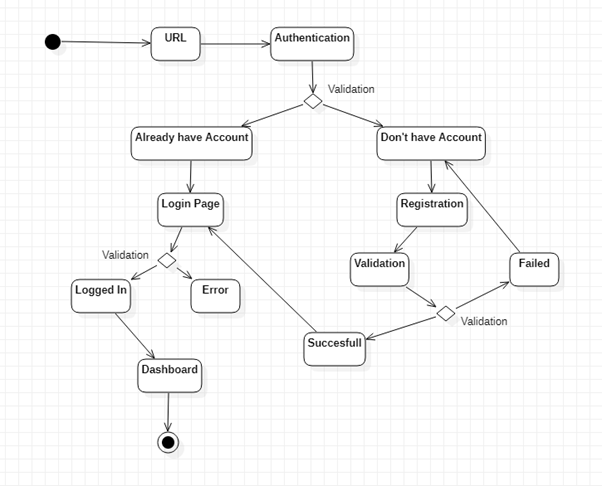 URL
Authentication
Validation
Already have Account
Don't have Account
Login Page
Registration
Validation
Validation
Failed
Logged In
Error
Validation
Succesfull
Dashboard